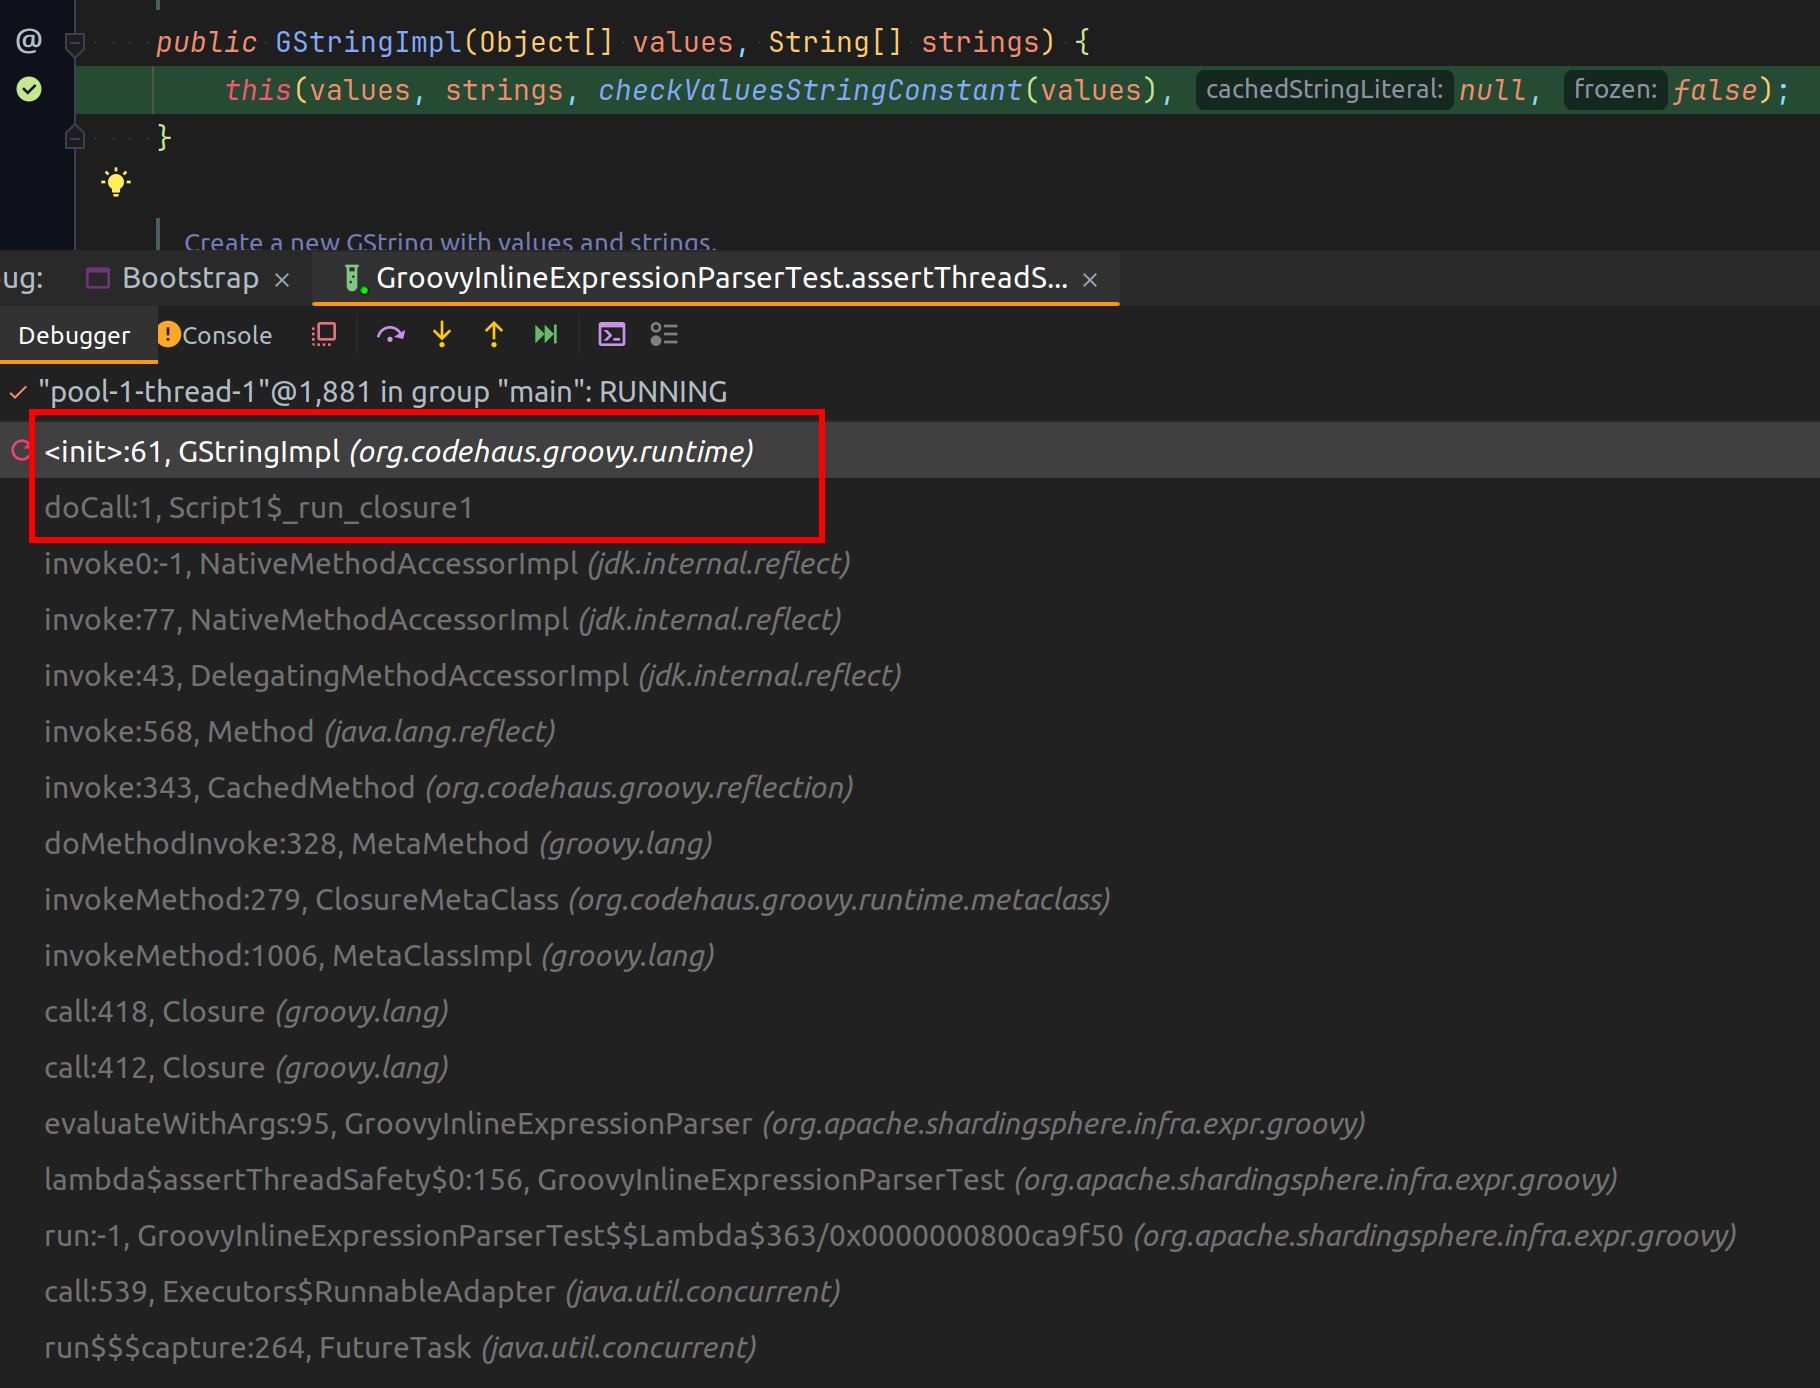 @ public GStringImpl(Object[] values, String[] strings) {
this(values, strings, checkValuesStringConstant(values), cachedStringLiteral: null, frozen: false);
}
Create a new GString with values and strings.
ug: Bootstrap × GroovyInlineExpressionParserTest.assertThreadS... ×
Debugger Console
"pool-1-thread-1"@1,881 in group "main": RUNNING
<init>:61, GStringImpl (org.codehaus.groovy.runtime)
doCall:1, Script1$_run_closure1
invoke0:-1, NativeMethodAccessorImpl (jdk.internal.reflect)
invoke:77, NativeMethodAccessorImpl (jdk.internal.reflect)
invoke:43, DelegatingMethodAccessorImpl (jdk.internal.reflect)
invoke:568, Method (java.lang.reflect)
invoke:343, CachedMethod (org.codehaus.groovy.reflection)
doMethodInvoke:328, MetaMethod (groovy.lang)
invokeMethod:279, ClosureMetaClass (org.codehaus.groovy.runtime.metaclass)
invokeMethod:1006, MetaClassImpl (groovy.lang)
call:418, Closure (groovy.lang)
call:412, Closure (groovy.lang)
evaluateWithArgs:95, GroovyInlineExpressionParser (org.apache.shardingsphere.infra.expr.groovy)
lambda$assertThreadSafety$0:156, GroovyInlineExpressionParserTest (org.apache.shardingsphere.infra.expr.groovy)
run:-1, GroovyInlineExpressionParserTest$$Lambda$363/0x0000000800ca9f50 (org.apache.shardingsphere.infra.expr.groovy)
call:539, Executors$RunnableAdapter (java.util.concurrent)
run$$$capture:264, FutureTask (java.util.concurrent)